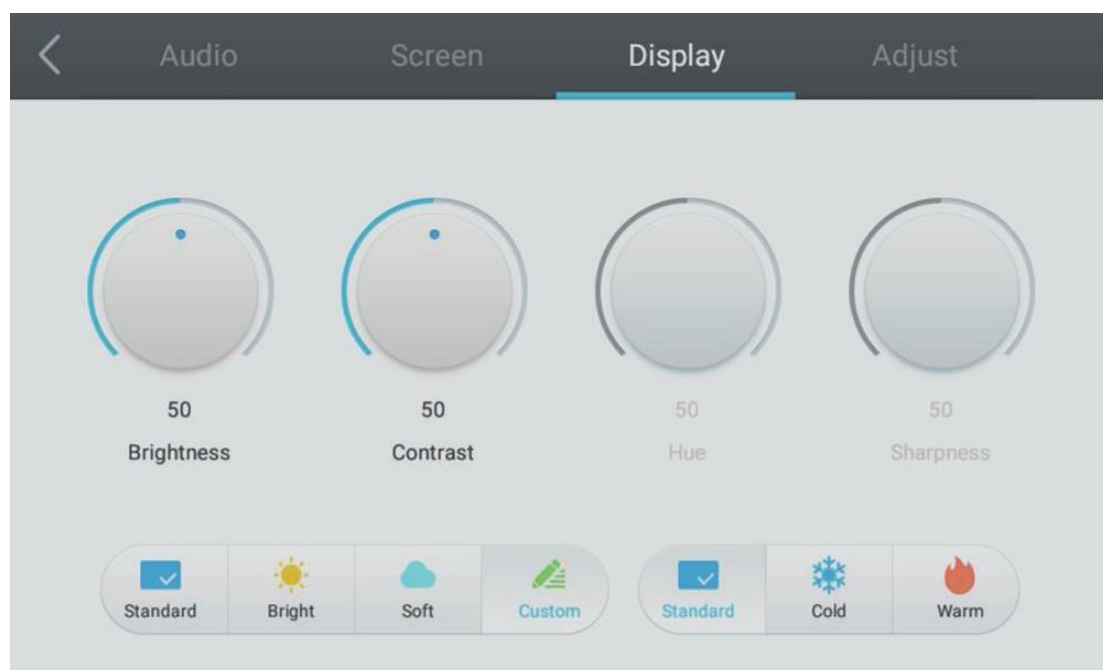 Audio Screen Display Adjust
50 50 50 50
Brightness Contrast Hue Sharpness
Standard Bright Soft Custom Standard Cold Warm